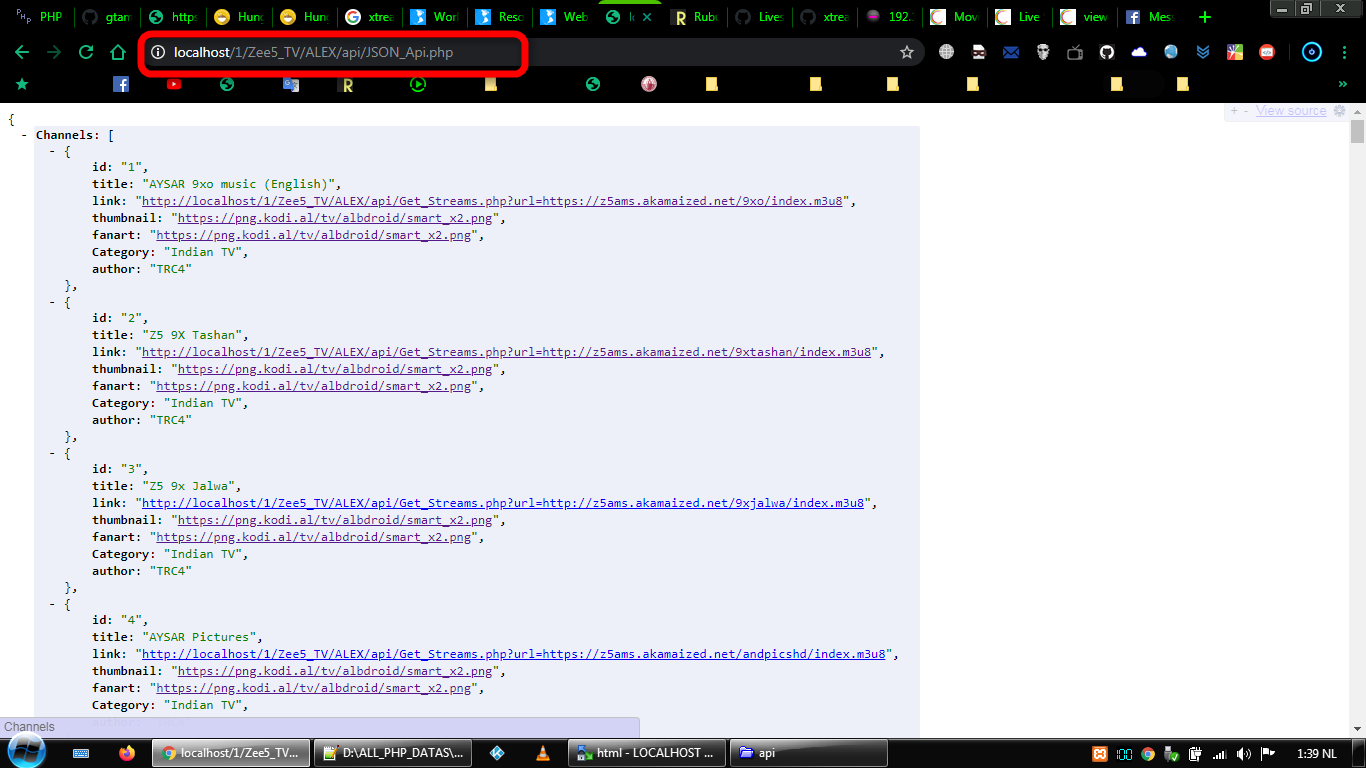 PHP PHP gtam https Hung Hun xtrea Worl Reso Web lo Rubu Lives xtrea 192. Mov Live view Mess
localhost/1/Zee5_TV/ALEX/api/JSON_Api.php
+ - View source
{
- Channels: [
- {
id: "1",
title: "AYSAR 9xo music (English)",
link: "http://localhost/1/Zee5_TV/ALEX/api/Get_Streams.php?url=https://z5ams.akamaized.net/9xo/index.m3u8",
thumbnail: "https://png.kodi.al/tv/albdroid/smart_x2.png",
fanart: "https://png.kodi.al/tv/albdroid/smart_x2.png",
Category: "Indian TV",
author: "TRC4"
},
- {
id: "2",
title: "Z5 9X Tashan",
link: "http://localhost/1/Zee5_TV/ALEX/api/Get_Streams.php?url=http://z5ams.akamaized.net/9xtashan/index.m3u8",
thumbnail: "https://png.kodi.al/tv/albdroid/smart_x2.png",
fanart: "https://png.kodi.al/tv/albdroid/smart_x2.png",
Category: "Indian TV",
author: "TRC4"
},
- {
id: "3",
title: "Z5 9x Jalwa",
link: "http://localhost/1/Zee5_TV/ALEX/api/Get_Streams.php?url=http://z5ams.akamaized.net/9xjalwa/index.m3u8",
thumbnail: "https://png.kodi.al/tv/albdroid/smart_x2.png",
fanart: "https://png.kodi.al/tv/albdroid/smart_x2.png",
Category: "Indian TV",
author: "TRC4"
},
- {
id: "4",
title: "AYSAR Pictures",
link: "http://localhost/1/Zee5_TV/ALEX/api/Get_Streams.php?url=https://z5ams.akamaized.net/andpicshd/index.m3u8",
thumbnail: "https://png.kodi.al/tv/albdroid/smart_x2.png",
fanart: "https://png.kodi.al/tv/albdroid/smart_x2.png",
Category: "Indian TV",
Channels
localhost/1/Zee5_TV... D:\ALL_PHP_DATAS\... html - LOCALHOST ... api 100 1:39 NL